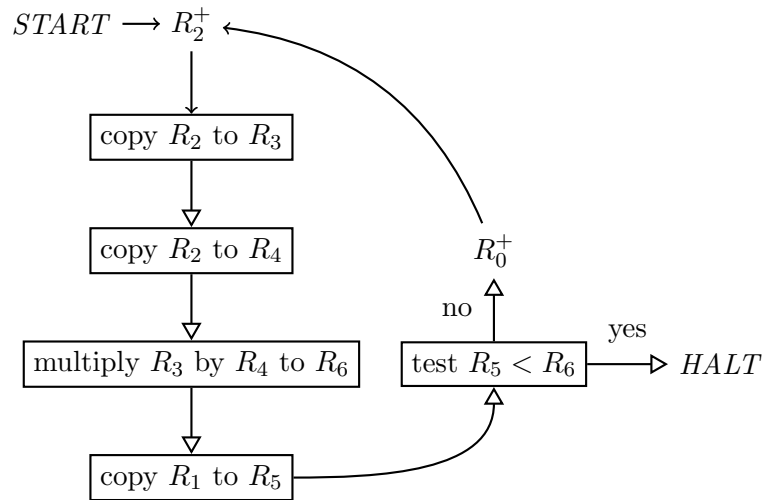 START R₂⁺
copy R₂ to R₃
copy R₂ to R₄
R₀⁺
no
yes
multiply R₃ by R₄ to R₆
test R₅ < R₆
HALT
copy R₁ to R₅